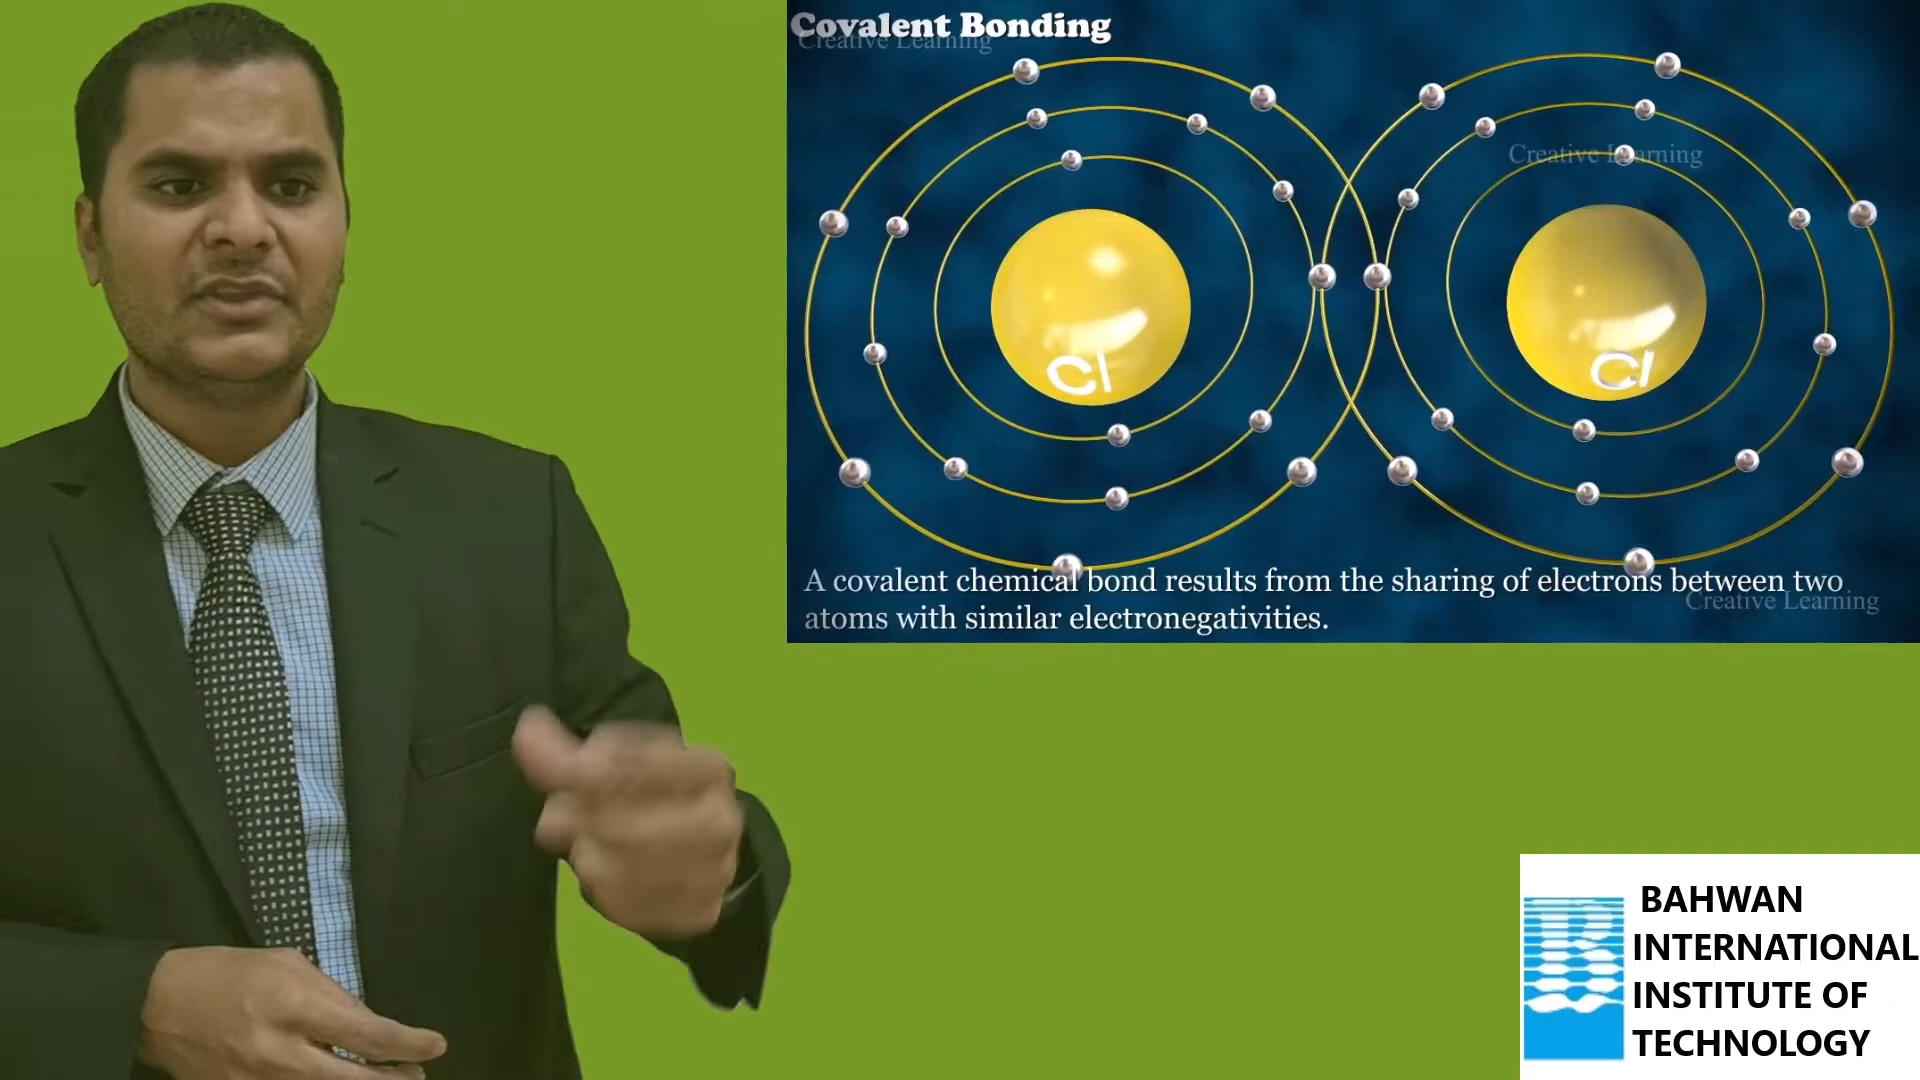 Covalent Bonding
Creative Learning
Creative Learning
Cl
Cl
A covalent chemical bond results from the sharing of electrons between two
atoms with similar electronegativities.
Creative Learning
BAHWAN
INTERNATIONAL
INSTITUTE OF
TECHNOLOGY